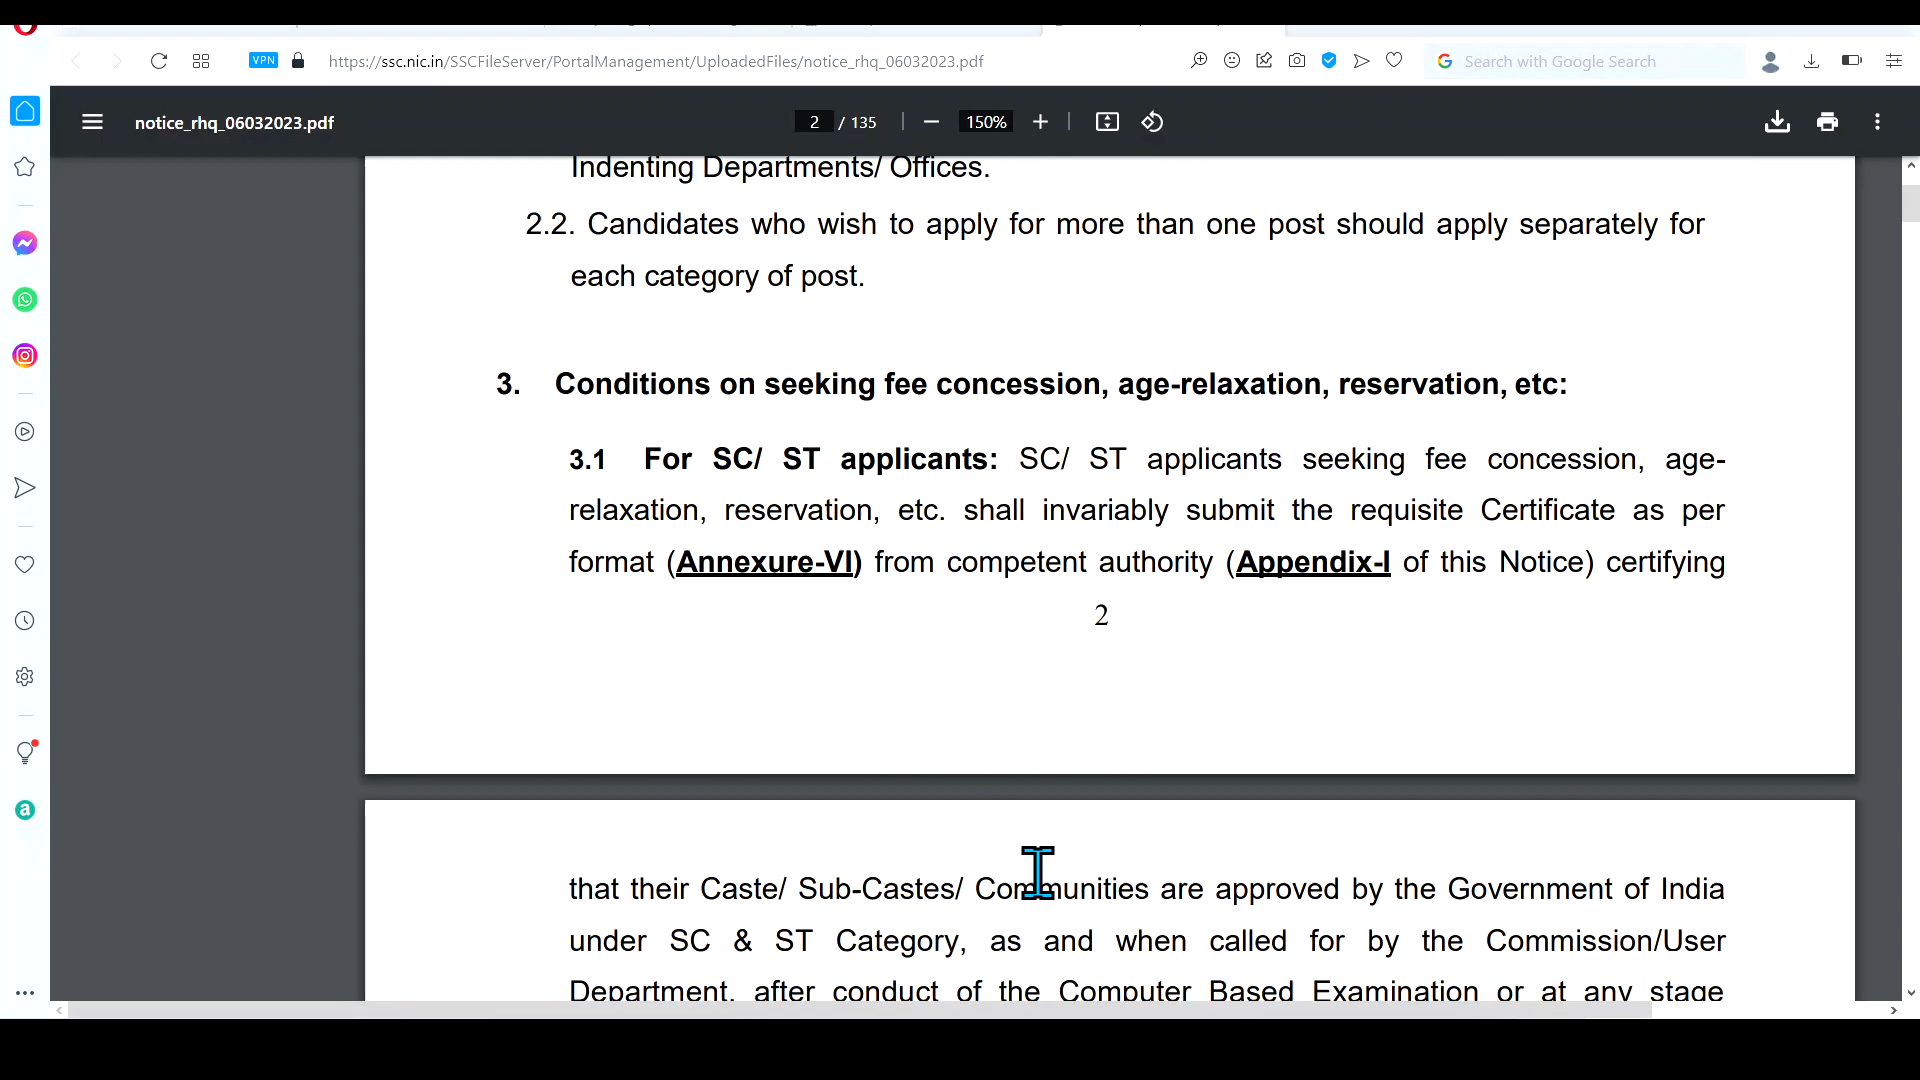 VPN
https://ssc.nic.in/SSCFileServer/PortalManagement/UploadedFiles/notice_rhq_06032023.pdf
Search with Google Search
notice_rhq_06032023.pdf
2 / 135
150%
Indenting Departments/ Offices.
2.2. Candidates who wish to apply for more than one post should apply separately for
each category of post.
3. Conditions on seeking fee concession, age-relaxation, reservation, etc:
3.1 For SC/ ST applicants: SC/ ST applicants seeking fee concession, age-
relaxation, reservation, etc. shall invariably submit the requisite Certificate as per
format (Annexure-VI) from competent authority (Appendix-I of this Notice) certifying
2
that their Caste/ Sub-Castes/ Communities are approved by the Government of India
under SC & ST Category, as and when called for by the Commission/User
Department, after conduct of the Computer Based Examination or at any stage